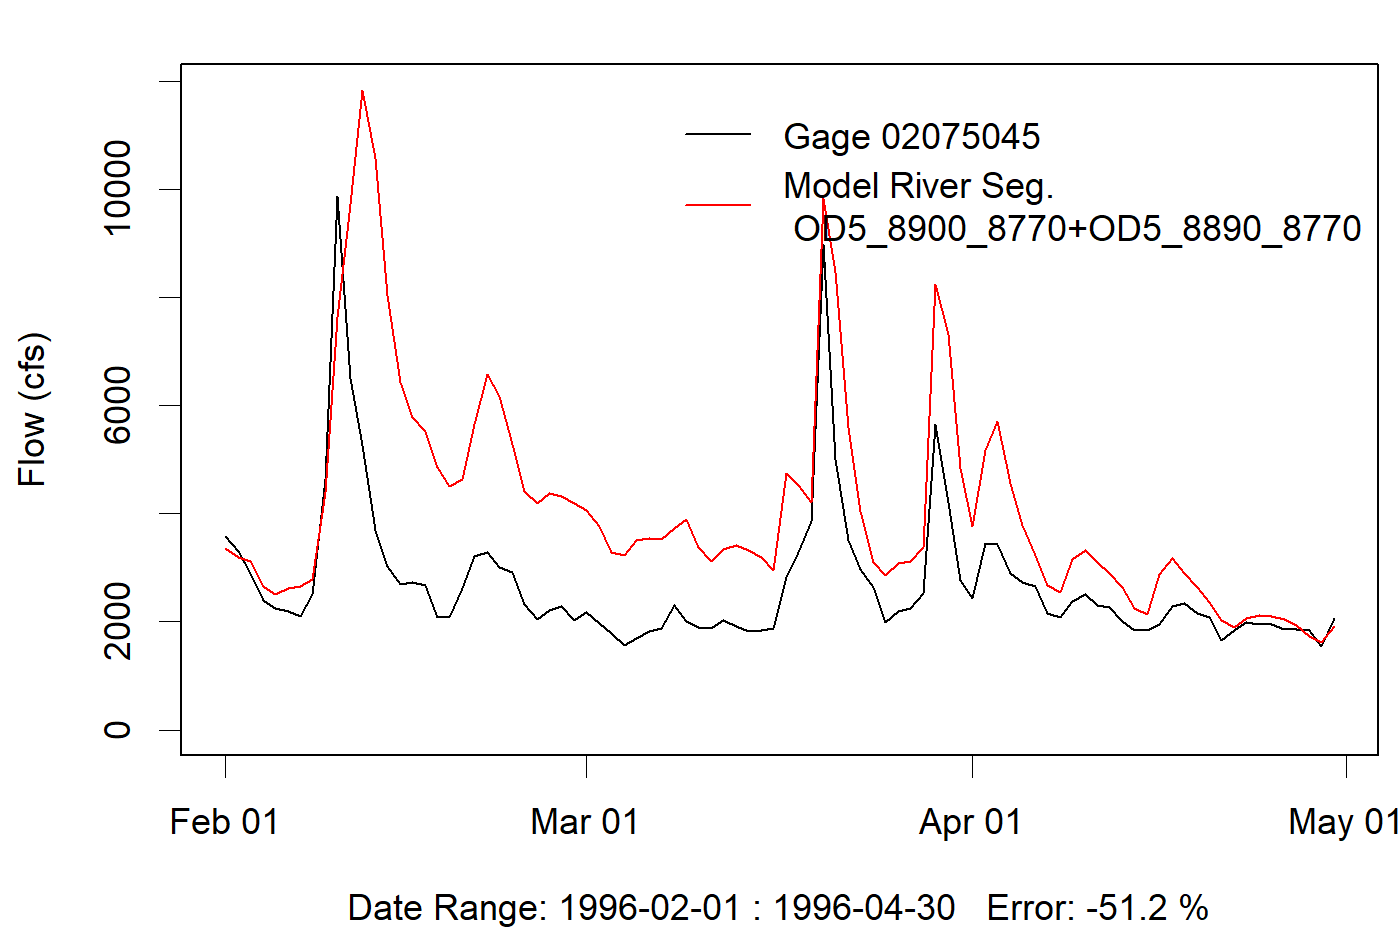 Gage 02075045
Model River Seg.
OD5_8900_8770+OD5_8890_8770
Flow (cfs)
10000
6000
2000
0
Feb 01 Mar 01 Apr 01 May 01
Date Range: 1996-02-01 : 1996-04-30 Error: -51.2 %